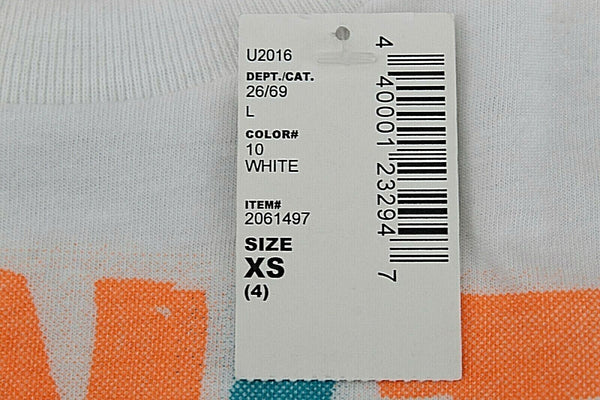 U2016
DEPT./CAT.
26/69
L
COLOR#
10
WHITE
ITEM#
2061497
SIZE
XS
(4)
4 40001 23294 7